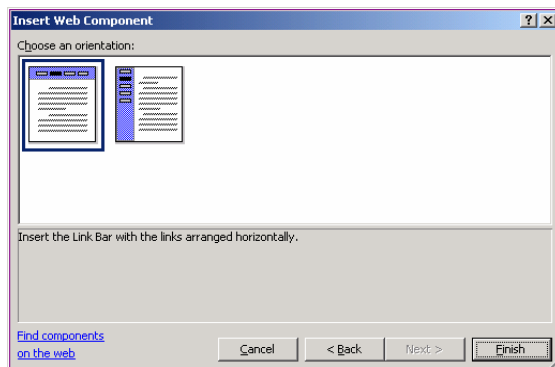 Insert Web Component
Choose an orientation:
Insert the Link Bar with the links arranged horizontally.
Find components
on the web
Cancel
< Back
Next >
Finish